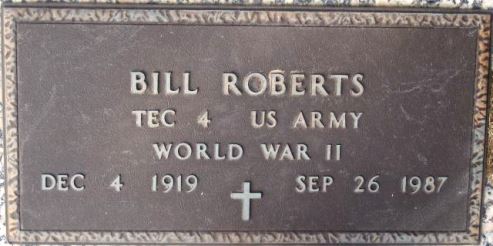 BILL ROBERTS
TEC 4 US ARMY
WORLD WAR II
DEC 4 1919 SEP 26 1987